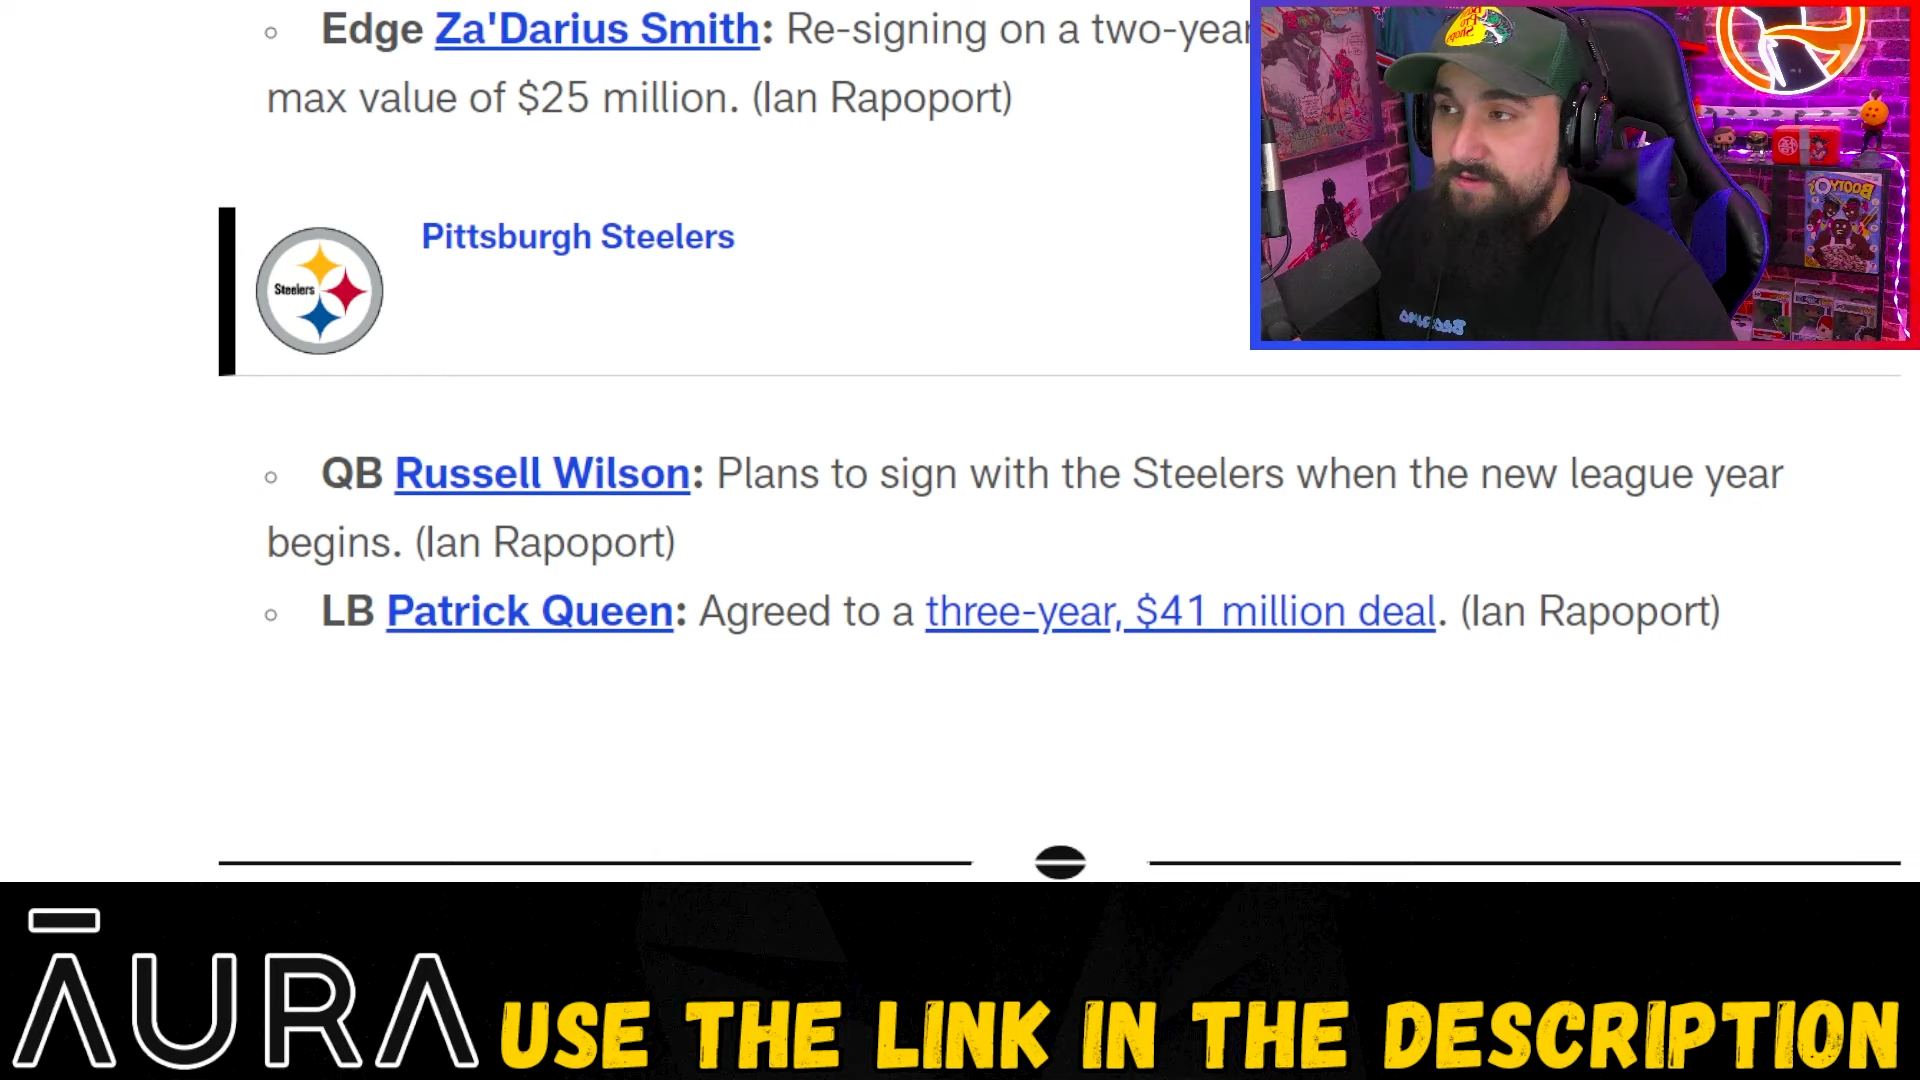 Edge Za'Darius Smith: Re-signing on a two-year
max value of $25 million. (Ian Rapoport)
Steelers
Pittsburgh Steelers
QB Russell Wilson: Plans to sign with the Steelers when the new league year
begins. (Ian Rapoport)
LB Patrick Queen: Agreed to a three-year, $41 million deal. (Ian Rapoport)
ĀURA
USE THE LINK IN THE DESCRIPTION